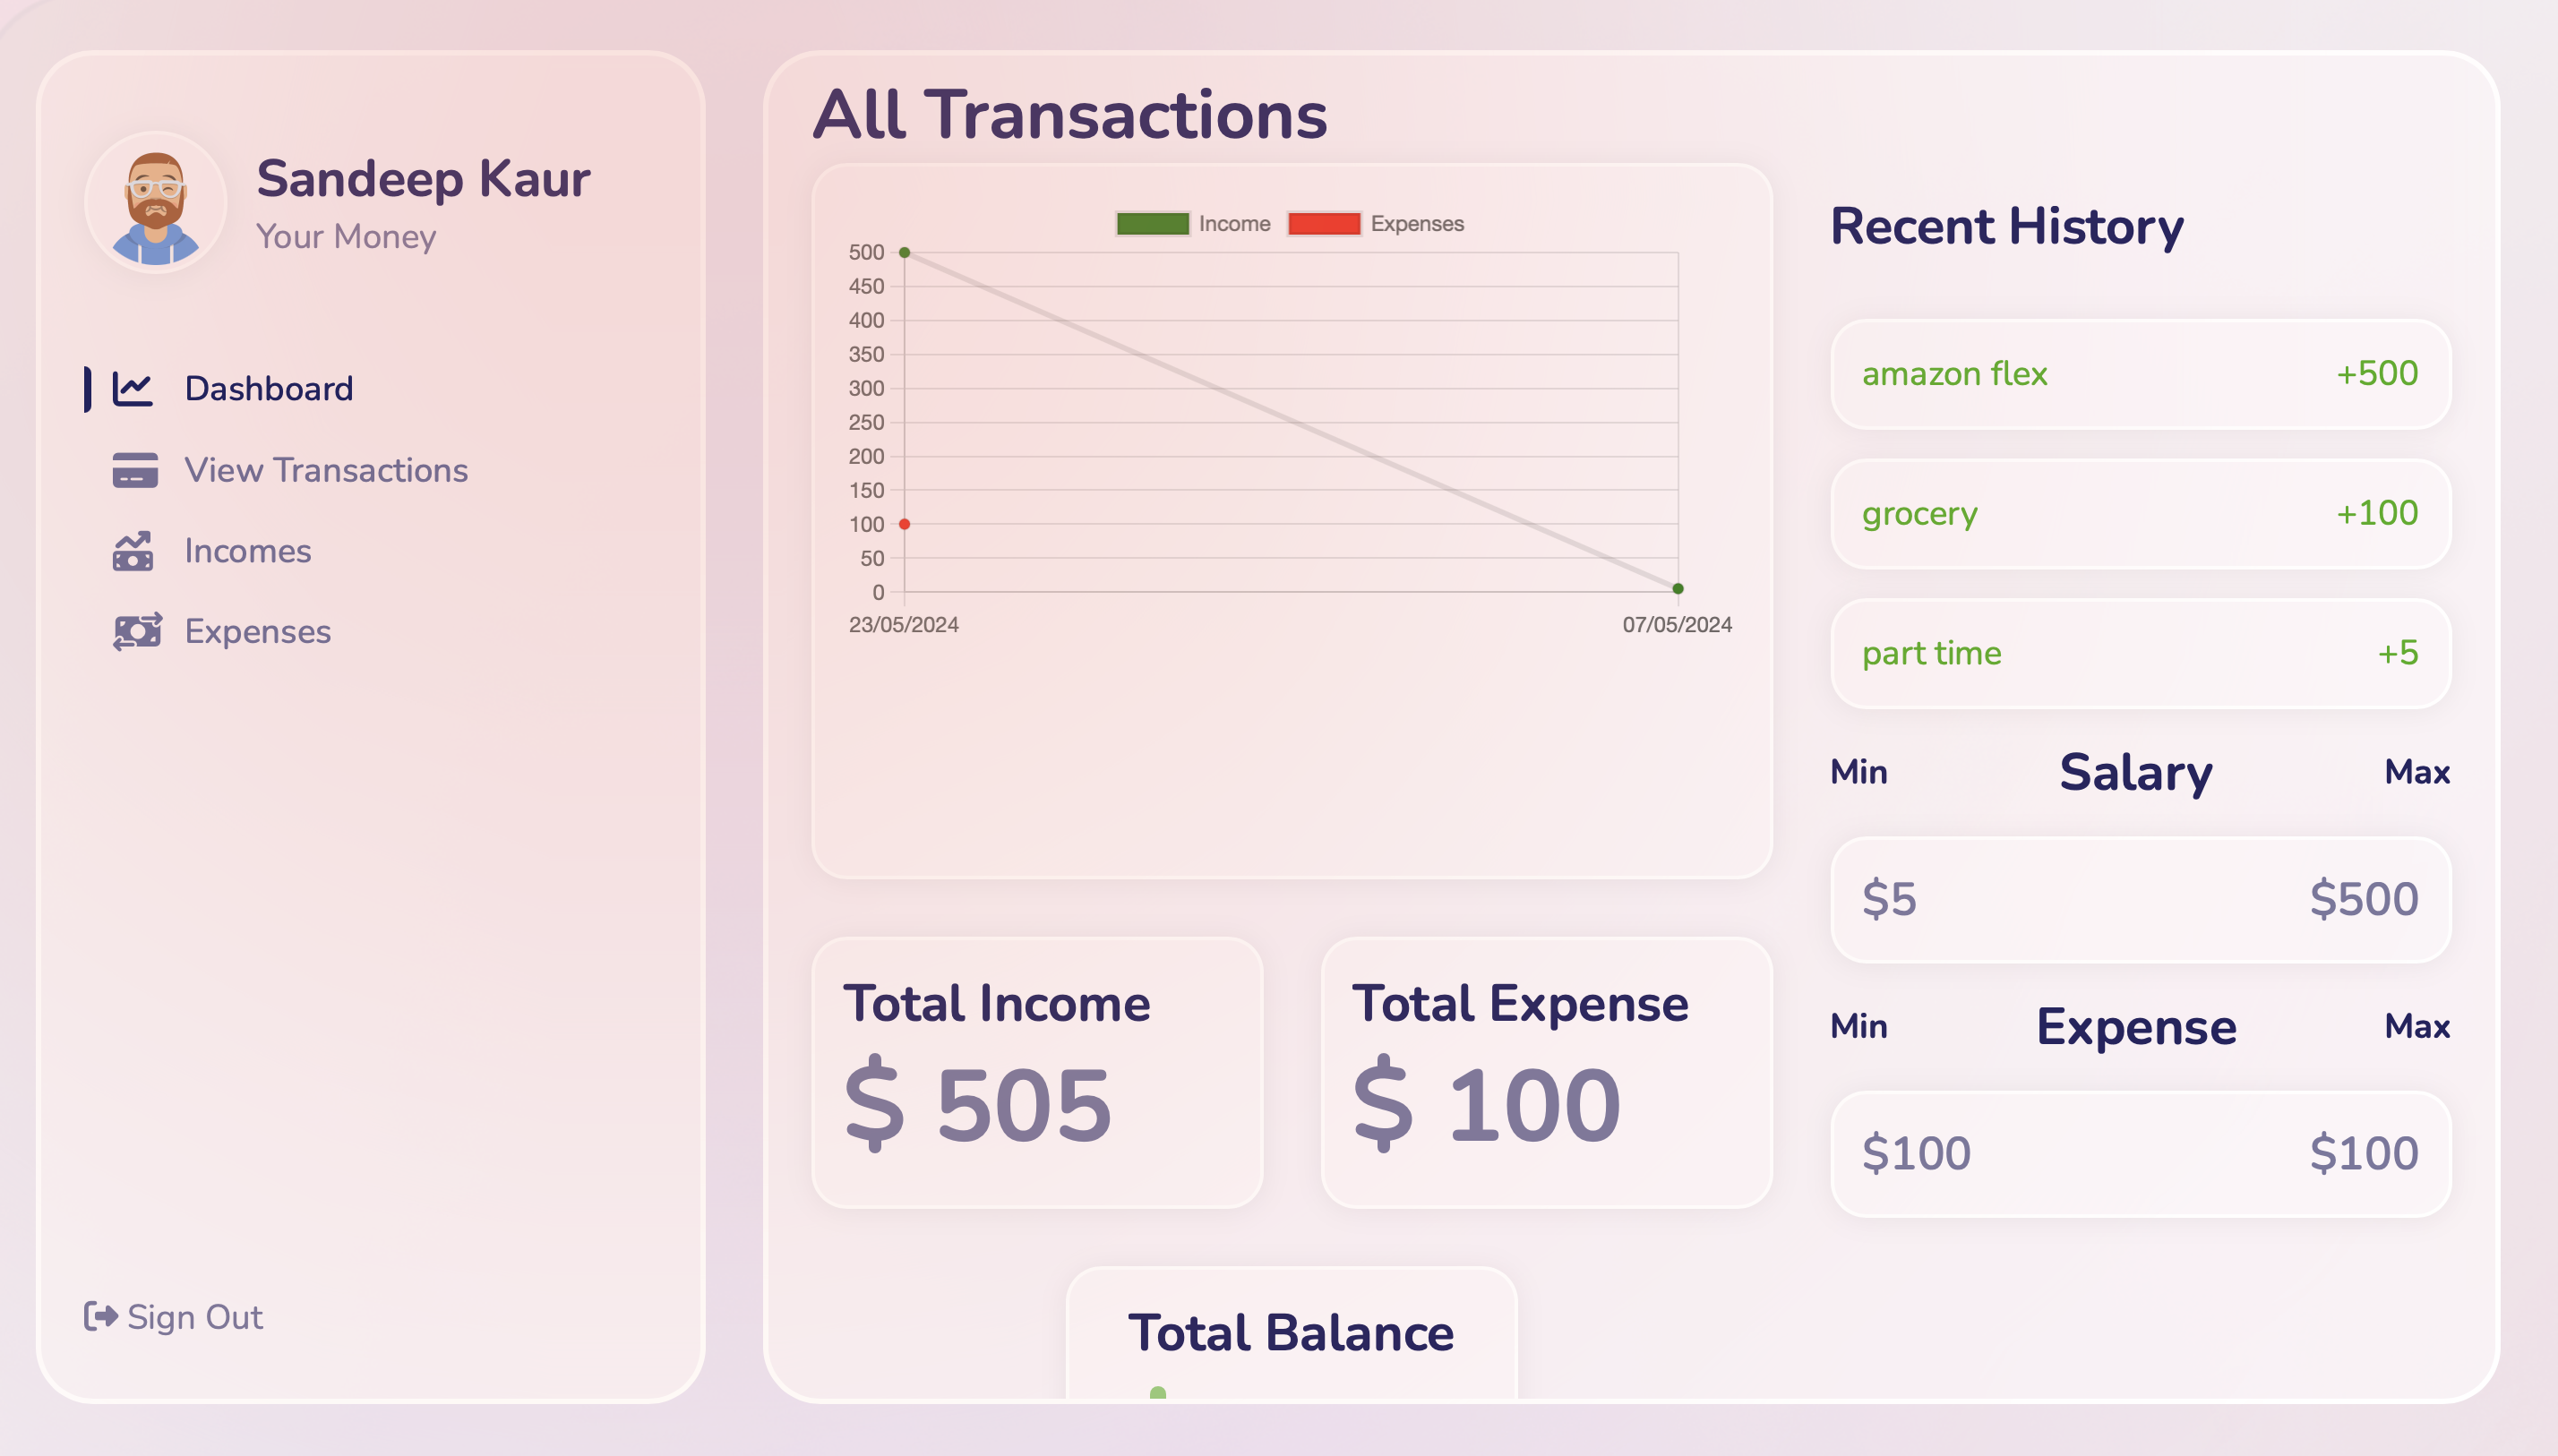 Sandeep Kaur
Your Money
Dashboard
View Transactions
Incomes
Expenses
Sign Out
All Transactions
Income Expenses
500
450
400
350
300
250
200
150
100
50
0
23/05/2024 07/05/2024
Total Income
$ 505
Total Expense
$ 100
Total Balance
Recent History
amazon flex +500
grocery +100
part time +5
Min Salary Max
$5 $500
Min Expense Max
$100 $100